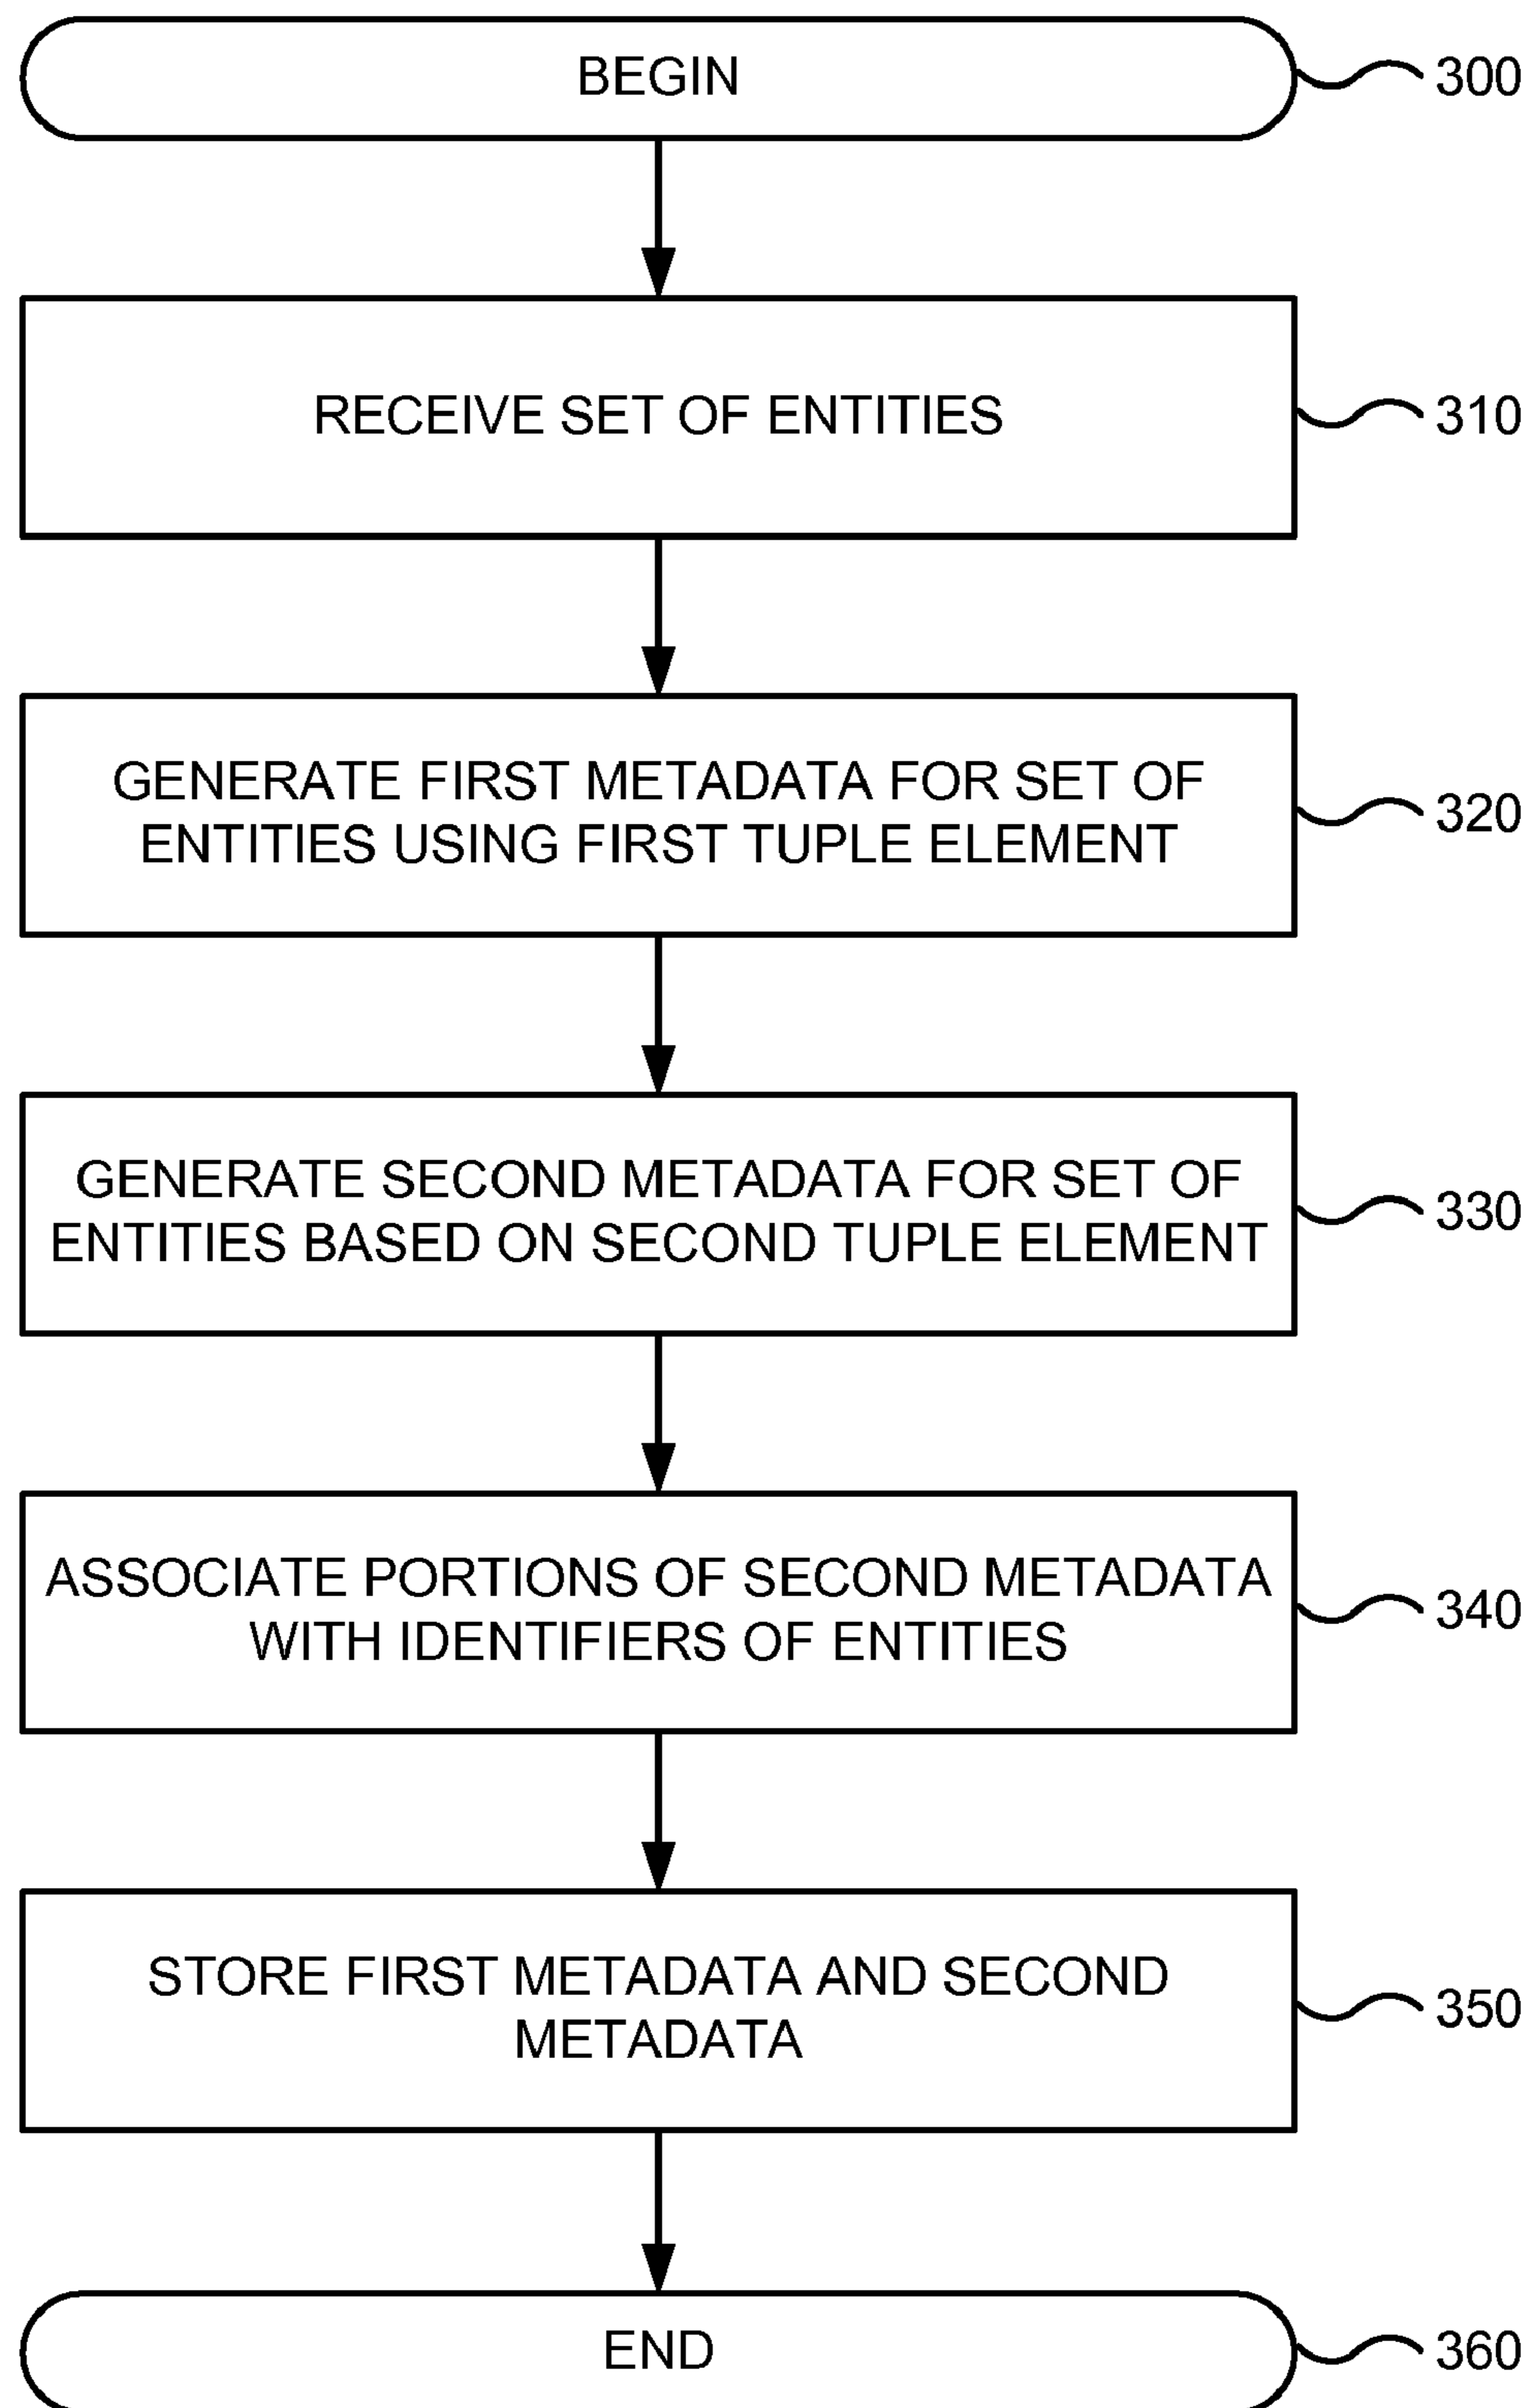 BEGIN
300
RECEIVE SET OF ENTITIES
310
GENERATE FIRST METADATA FOR SET OF
ENTITIES USING FIRST TUPLE ELEMENT
320
GENERATE SECOND METADATA FOR SET OF
ENTITIES BASED ON SECOND TUPLE ELEMENT
330
ASSOCIATE PORTIONS OF SECOND METADATA
WITH IDENTIFIERS OF ENTITIES
340
STORE FIRST METADATA AND SECOND
METADATA
350
END
360